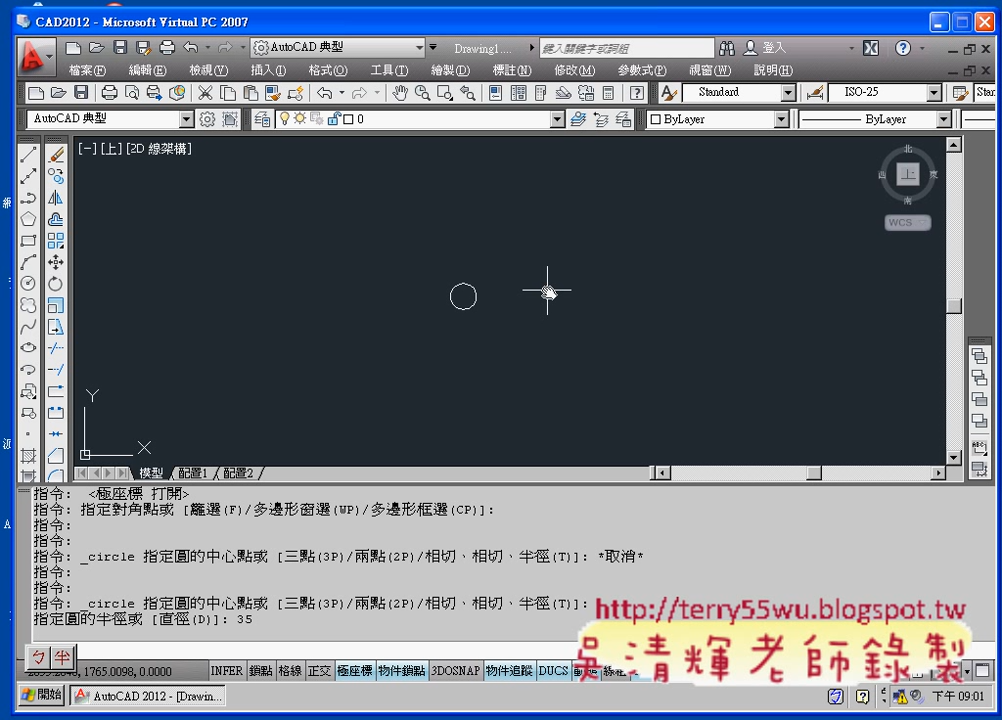 CAD2012 - Microsoft Virtual PC 2007
AutoCAD 典型
Drawing1...
鍵入關鍵字或詞組
登入
檔案(F) 編輯(E) 檢視(V) 插入(I) 格式(O) 工具(T) 繪製(D) 標註(N) 修改(M) 參數式(P) 視窗(W) 說明(H)
Standard ISO-25 Stan
AutoCAD 典型 0 ByLayer ByLayer
[-][上][2D 線架構]
北
西 上 東
南
WCS
Y
X
模型 配置1 配置2
指令: <極座標 打開>
指令: 指定對角點或 [籬選(F)/多邊形窗選(WP)/多邊形框選(CP)]:
指令:
指令:
指令: _circle 指定圓的中心點或 [三點(3P)/兩點(2P)/相切、相切、半徑(T)]: *取消*
指令:
指令:
指令: _circle 指定圓的中心點或 [三點(3P)/兩點(2P)/相切、相切、半徑(T)]:
指定圓的半徑或 [直徑(D)]: 35
http://terry55wu.blogspot.tw
吳清輝老師錄製
ㄅ 半
1765.0098, 0.0000 INFER 鎖點 格線 正交 極座標 物件鎖點 3DOSNAP 物件追蹤 DUCS
開始 AutoCAD 2012 - [Drawin... 下午 09:01